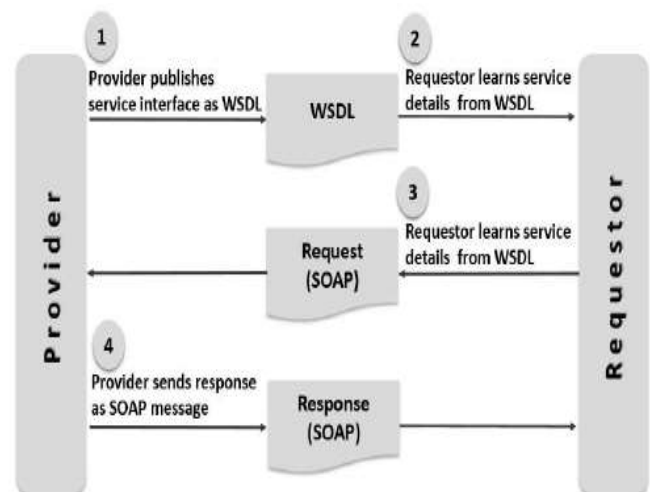 1
Provider publishes
service interface as WSDL
WSDL
2
Requestor learns service
details from WSDL
3
Requestor learns service
details from WSDL
Request
(SOAP)
4
Provider sends response
as SOAP message
Response
(SOAP)
Provider
Requestor